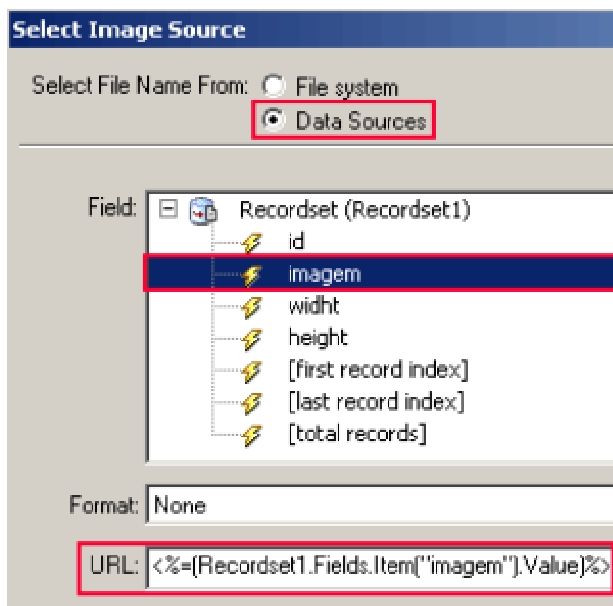 Select Image Source
Select File Name From: File system
Data Sources
Field: Recordset (Recordset1)
id
imagem
widht
height
[first record index]
[last record index]
[total records]
Format: None
URL: <%=(Recordset1.Fields.Item("imagem").Value)%>